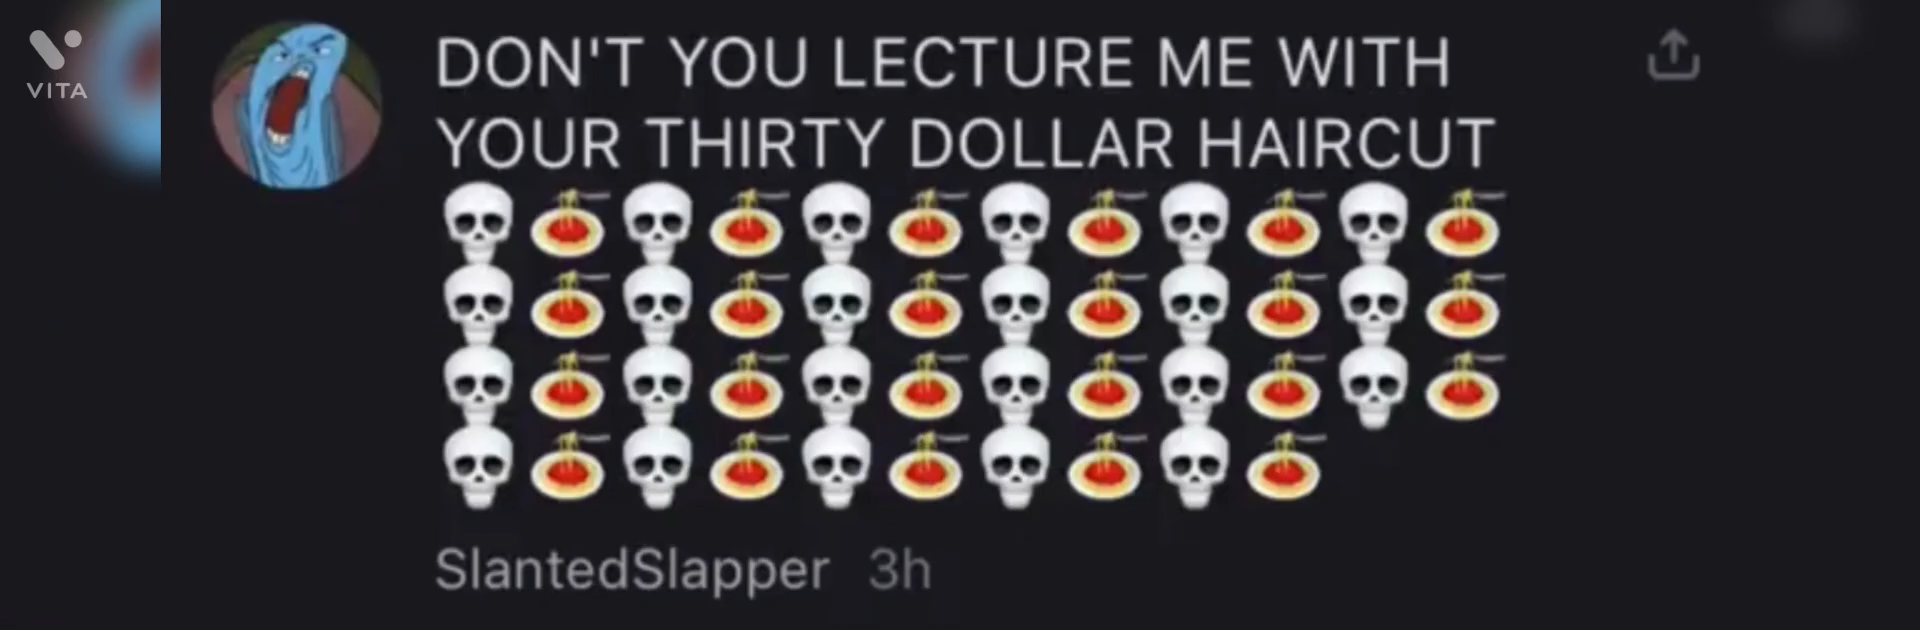 VITA
DON'T YOU LECTURE ME WITH
YOUR THIRTY DOLLAR HAIRCUT
💀🍝💀🍝💀🍝💀🍝💀🍝💀🍝
💀🍝💀🍝💀🍝💀🍝💀🍝💀🍝
💀🍝💀🍝💀🍝💀🍝💀🍝💀🍝
💀🍝💀🍝💀🍝💀🍝💀🍝
SlantedSlapper 3h